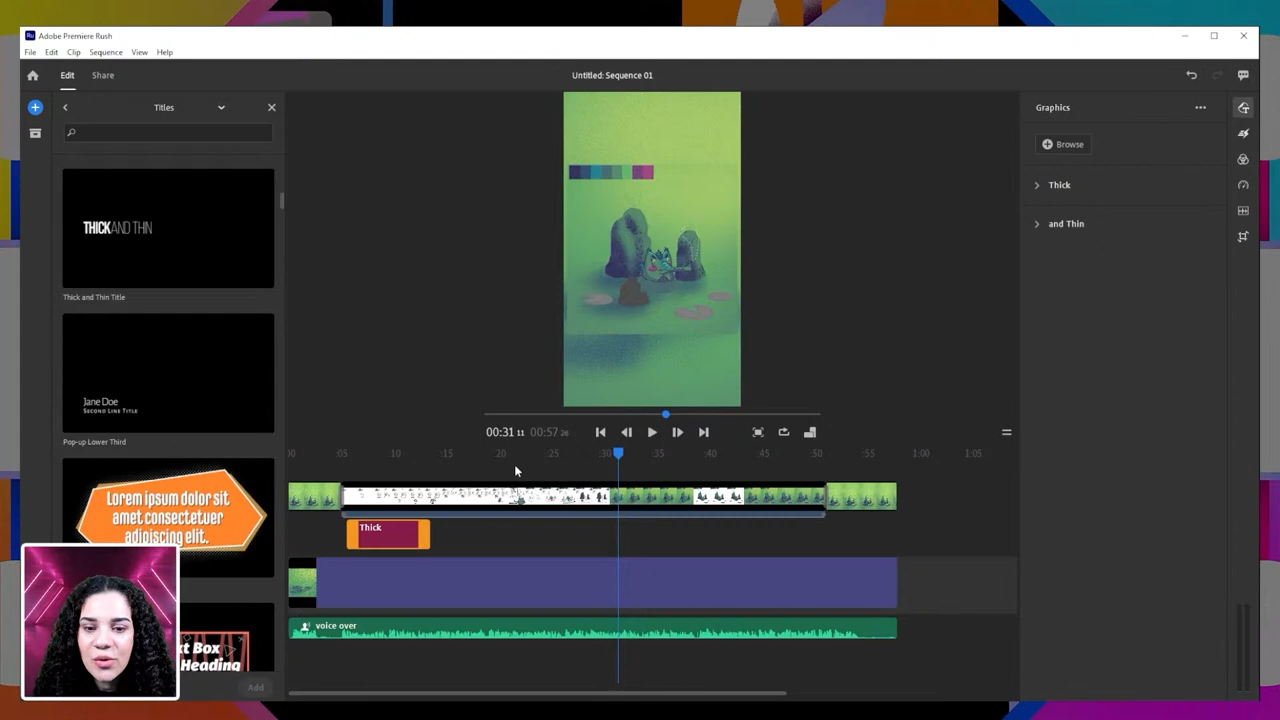 Ru Adobe Premiere Rush
File Edit Clip Sequence View Help
Edit Share
Untitled: Sequence 01
Titles
Graphics
Browse
THICK AND THIN
Thick and Thin Title
Thick
and Thin
Jane Doe
SECOND LINE TITLE
Pop-up Lower Third
Lorem ipsum dolor sit
amet consectetuer
adipiscing elit.
Heading
Add
00:31 11 00:57 28
:00 :05 :10 :15 :20 :25 :30 :35 :40 :45 :50 :55 1:00 1:05
Thick
voice over